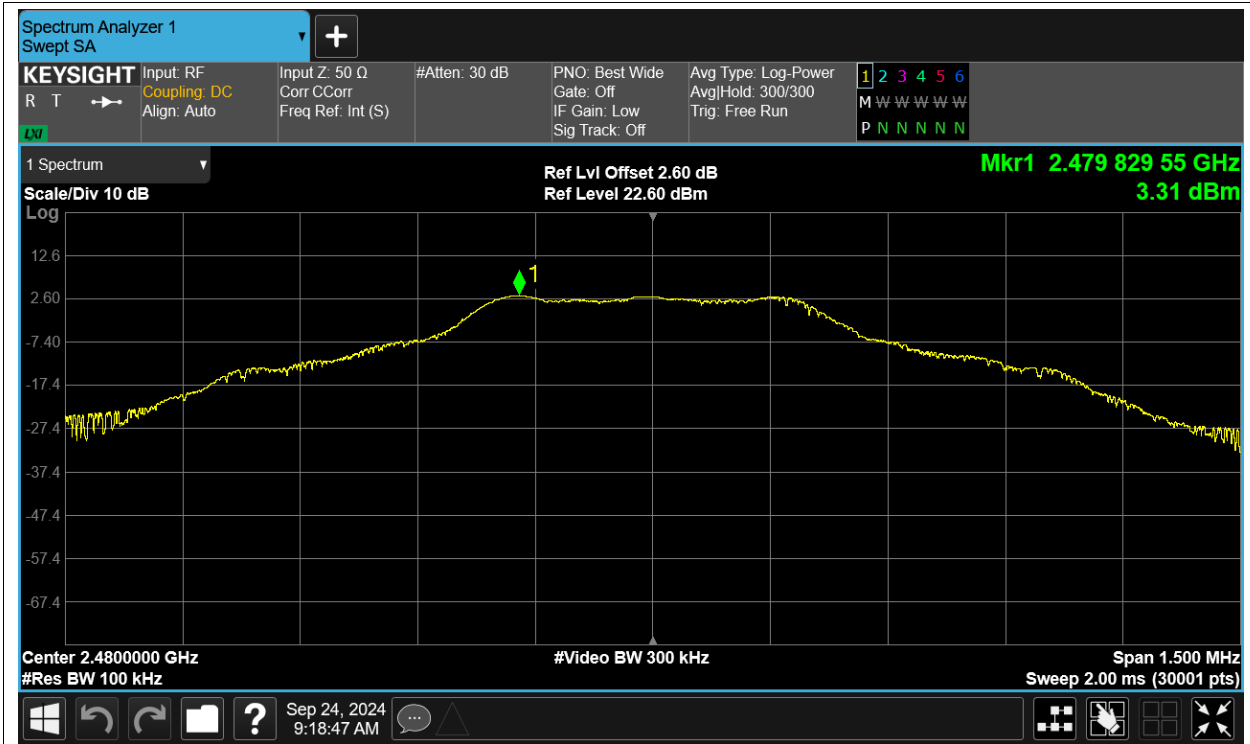 Spectrum Analyzer 1
Swept SA
KEYSIGHT
R T
LXI
Input: RF
Coupling: DC
Align: Auto
Input Z: 50 Ω
Corr CCorr
Freq Ref: Int (S)
#Atten: 30 dB
PNO: Best Wide
Gate: Off
IF Gain: Low
Sig Track: Off
Avg Type: Log-Power
Avg|Hold: 300/300
Trig: Free Run
1 2 3 4 5 6
M W W W W W W
P N N N N N N
1 Spectrum
Scale/Div 10 dB
Log
Ref Lvl Offset 2.60 dB
Ref Level 22.60 dBm
Mkr1 2.479 829 55 GHz
3.31 dBm
12.6
1
2.60
-7.40
-17.4
-27.4
-37.4
-47.4
-57.4
-67.4
Center 2.4800000 GHz
#Video BW 300 kHz
Span 1.500 MHz
#Res BW 100 kHz
Sweep 2.00 ms (30001 pts)
?
Sep 24, 2024
9:18:47 AM